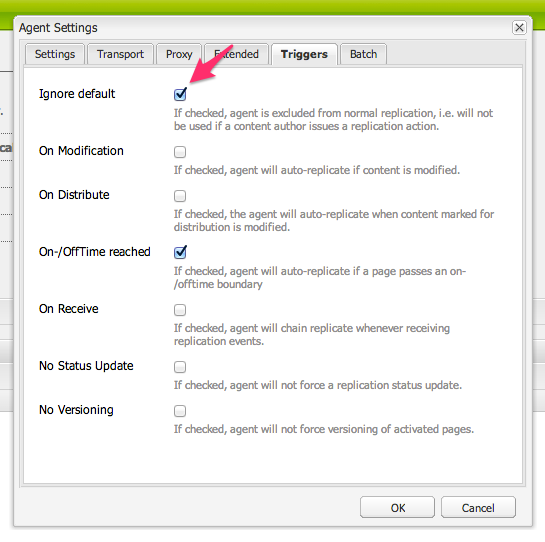 Agent Settings
Settings Transport Proxy Extended Triggers Batch
Ignore default
If checked, agent is excluded from normal replication, i.e. will not
be used if a content author issues a replication action.
On Modification
If checked, agent will auto-replicate if content is modified.
On Distribute
If checked, the agent will auto-replicate when content marked for
distribution is modified.
On-/OffTime reached
If checked, agent will auto-replicate if a page passes an on-
/offtime boundary
On Receive
If checked, agent will chain replicate whenever receiving
replication events.
No Status Update
If checked, agent will not force a replication status update.
No Versioning
If checked, agent will not force versioning of activated pages.
OK Cancel